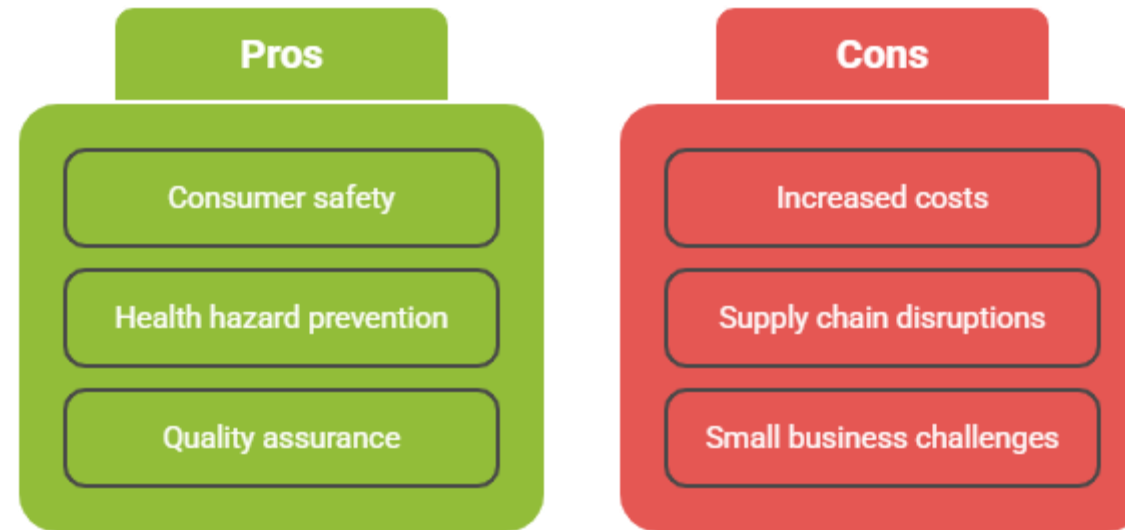 Pros
Consumer safety
Health hazard prevention
Quality assurance
Cons
Increased costs
Supply chain disruptions
Small business challenges